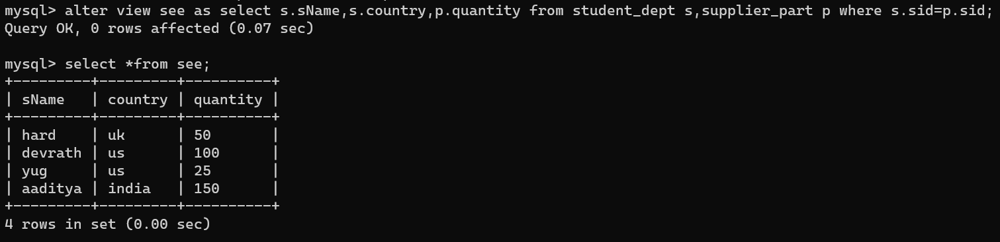 mysql> alter view see as select s.sName,s.country,p.quantity from student_dept s,supplier_part p where s.sid=p.sid;
Query OK, 0 rows affected (0.07 sec)

mysql> select *from see;
+---------+---------+----------+
| sName   | country | quantity |
+---------+---------+----------+
| hard    | uk      | 50       |
| devrath | us      | 100      |
| yug     | us      | 25       |
| aaditya | india   | 150      |
+---------+---------+----------+
4 rows in set (0.00 sec)